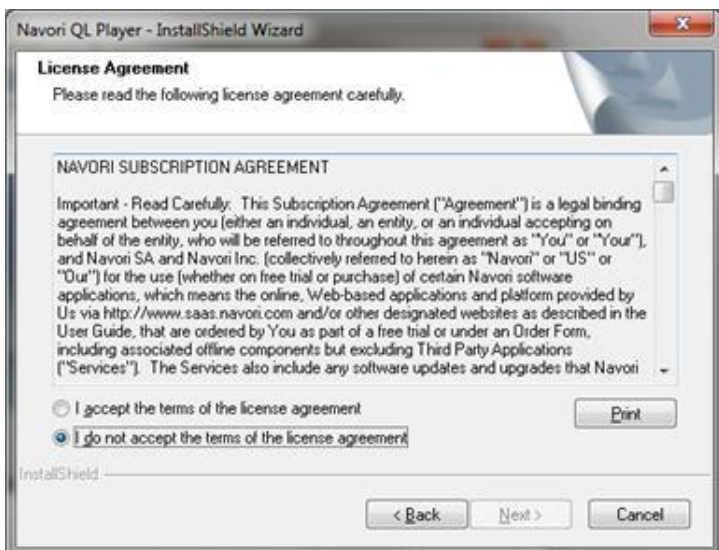 Navori QL Player - InstallShield Wizard
License Agreement
Please read the following license agreement carefully.
NAVORI SUBSCRIPTION AGREEMENT
Important - Read Carefully: This Subscription Agreement ("Agreement") is a legal binding
agreement between you (either an individual, an entity, or an individual accepting on
behalf of the entity, who will be referred to throughout this agreement as "You" or "Your"),
and Navori SA and Navori Inc. (collectively referred to herein as "Navori" or "US" or
"Our") for the use (whether on free trial or purchase) of certain Navori software
applications, which means the online, Web-based applications and platform provided by
Us via http://www.saas.navori.com and/or other designated websites as described in the
User Guide, that are ordered by You as part of a free trial or under an Order Form,
including associated offline components but excluding Third Party Applications
("Services"). The Services also include any software updates and upgrades that Navori
I accept the terms of the license agreement
Print
I do not accept the terms of the license agreement
InstallShield
< Back
Next >
Cancel